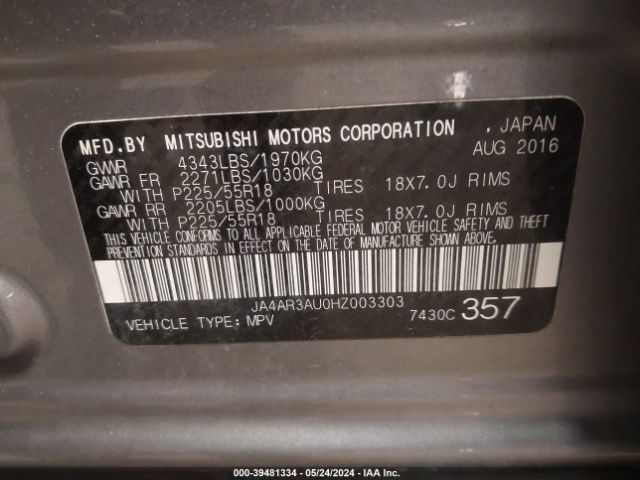 MFD.BY MITSUBISHI MOTORS CORPORATION , JAPAN
GVWR 4343LBS/1970KG AUG 2016
GAWR FR 2271LBS/1030KG
WITH P225/55R18 TIRES 18X7.0J RIMS
GAWR RR 2205LBS/1000KG
WITH P225/55R18 TIRES 18X7.0J RIMS
THIS VEHICLE CONFORMS TO ALL APPLICABLE FEDERAL MOTOR VEHICLE SAFETY AND THEFT
PREVENTION STANDARDS IN EFFECT ON THE DATE OF MANUFACTURE SHOWN ABOVE.
JA4AR3AU0HZ003303
VEHICLE TYPE: MPV 7430C 357
000-39481334 - 05/24/2024 - IAA Inc.